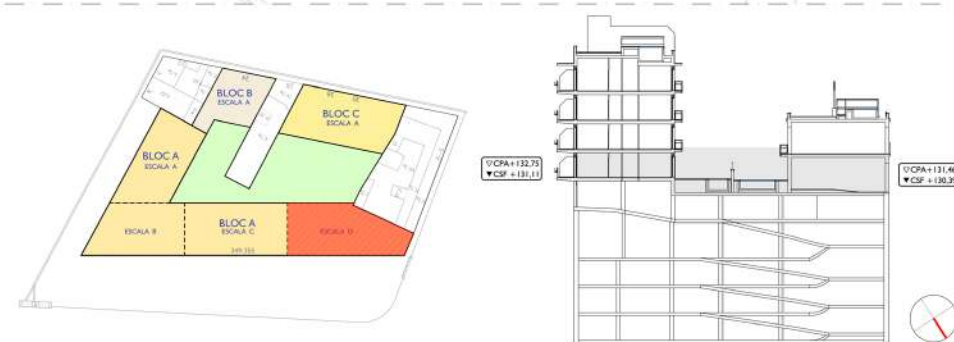 BLOC B
ESCALA A
BLOC C
ESCALA A
BLOC A
ESCALA A
ESCALA B
BLOC A
ESCALA C
ESCALA D
▽CPA+132,75
▼CSF +131,11
▽CPA+131,46